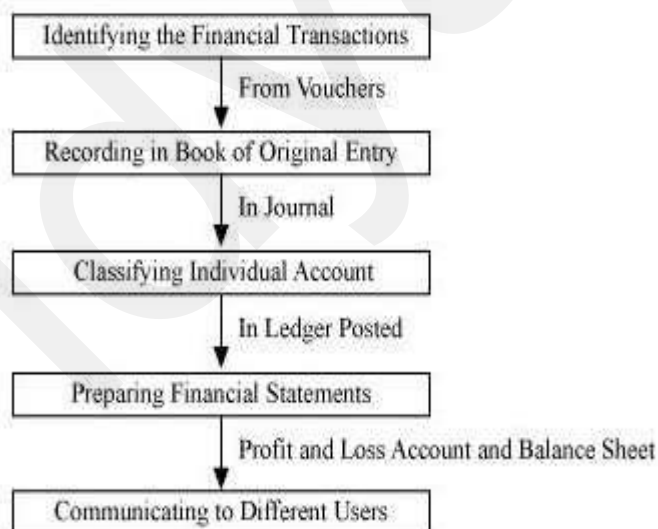 Identifying the Financial Transactions
From Vouchers
Recording in Book of Original Entry
In Journal
Classifying Individual Account
In Ledger Posted
Preparing Financial Statements
Profit and Loss Account and Balance Sheet
Communicating to Different Users